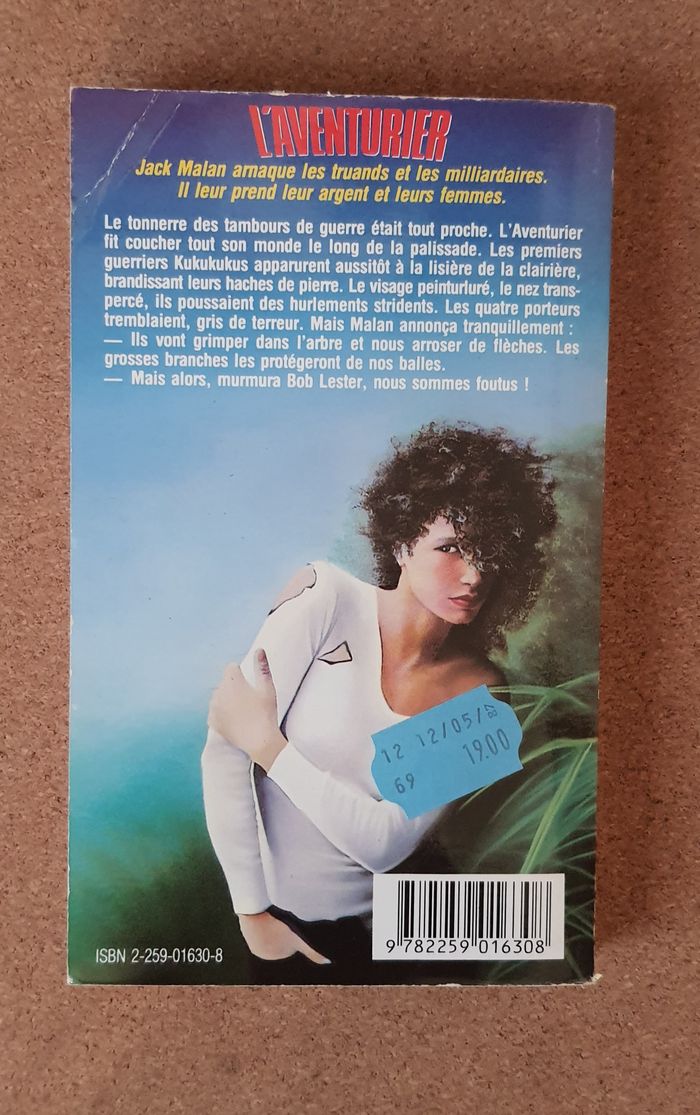 L'AVENTURIER
Jack Malan arnaque les truands et les milliardaires.
Il leur prend leur argent et leurs femmes.
Le tonnerre des tambours de guerre était tout proche. L'Aventurier
fit coucher tout son monde le long de la palissade. Les premiers
guerriers Kukukukus apparurent aussitôt à la lisière de la clairière,
brandissant leurs haches de pierre. Le visage peinturluré, le nez trans-
percé, ils poussaient des hurlements stridents. Les quatre porteurs
tremblaient, gris de terreur. Mais Malan annonça tranquillement :
— Ils vont grimper dans l'arbre et nous arroser de flèches. Les
grosses branches les protégeront de nos balles.
— Mais alors, murmura Bob Lester, nous sommes foutus !
12 12/05/
69 19.00
ISBN 2-259-01630-8
9 782259 016308